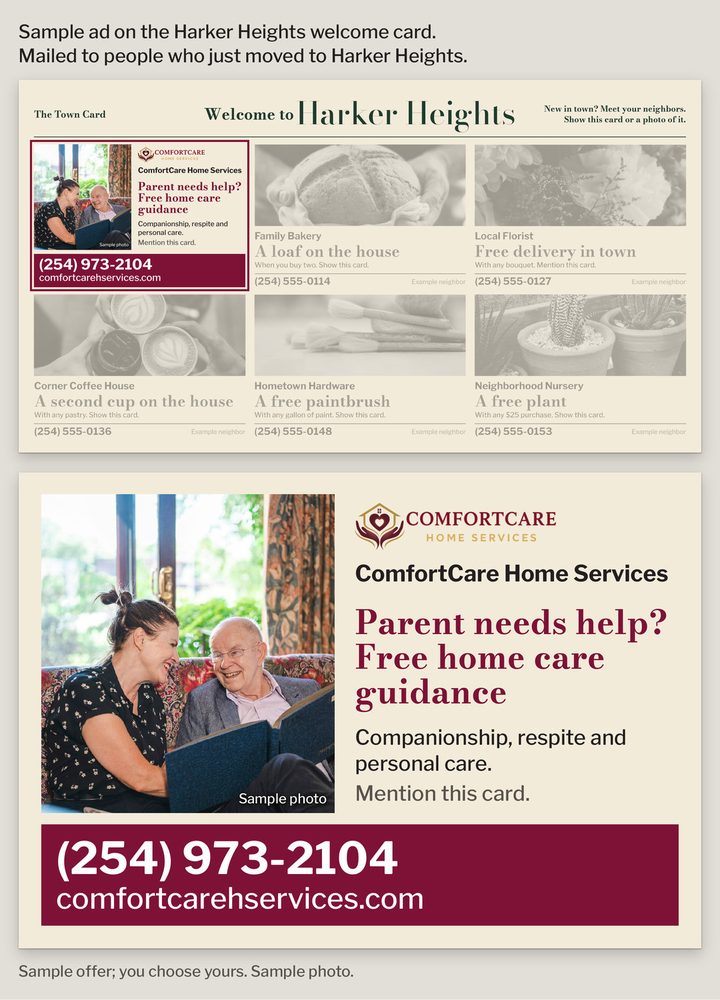 Sample ad on the Harker Heights welcome card.
Mailed to people who just moved to Harker Heights.
The Town Card
Welcome to Harker Heights
New in town? Meet your neighbors.
Show this card or a photo of it.
COMFORTCARE
HOME SERVICES
ComfortCare Home Services
Parent needs help?
Free home care
guidance
Companionship, respite and
personal care.
Mention this card.
Sample photo
(254) 973-2104
comfortcarehservices.com
Family Bakery
A loaf on the house
When you buy two. Show this card.
(254) 555-0114
Example neighbor
Local Florist
Free delivery in town
With any bouquet. Mention this card.
(254) 555-0127
Example neighbor
Corner Coffee House
A second cup on the house
With any pastry. Show this card.
(254) 555-0136
Example neighbor
Hometown Hardware
A free paintbrush
With any gallon of paint. Show this card.
(254) 555-0148
Example neighbor
Neighborhood Nursery
A free plant
With any $25 purchase. Show this card.
(254) 555-0153
Example neighbor
COMFORTCARE
HOME SERVICES
ComfortCare Home Services
Parent needs help?
Free home care
guidance
Companionship, respite and
personal care.
Mention this card.
Sample photo
(254) 973-2104
comfortcarehservices.com
Sample offer; you choose yours. Sample photo.